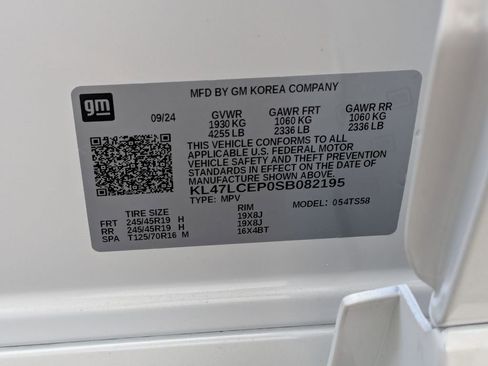 MFD BY GM KOREA COMPANY
gm
09/24
GVWR GAWR FRT GAWR RR
1930 KG 1060 KG 1060 KG
4255 LB 2336 LB 2336 LB
THIS VEHICLE CONFORMS TO ALL
APPLICABLE U.S. FEDERAL MOTOR
VEHICLE SAFETY AND THEFT PREVENTION
STANDARDS IN EFFECT ON THE DATE OF
MANUFACTURE SHOWN ABOVE.
KL47LCEP0SB082195
TYPE: MPV MODEL: 054TS58
TIRE SIZE RIM
FRT 245/45R19 H 19X8J
RR 245/45R19 H 19X8J
SPA T125/70R16 M 16X4BT